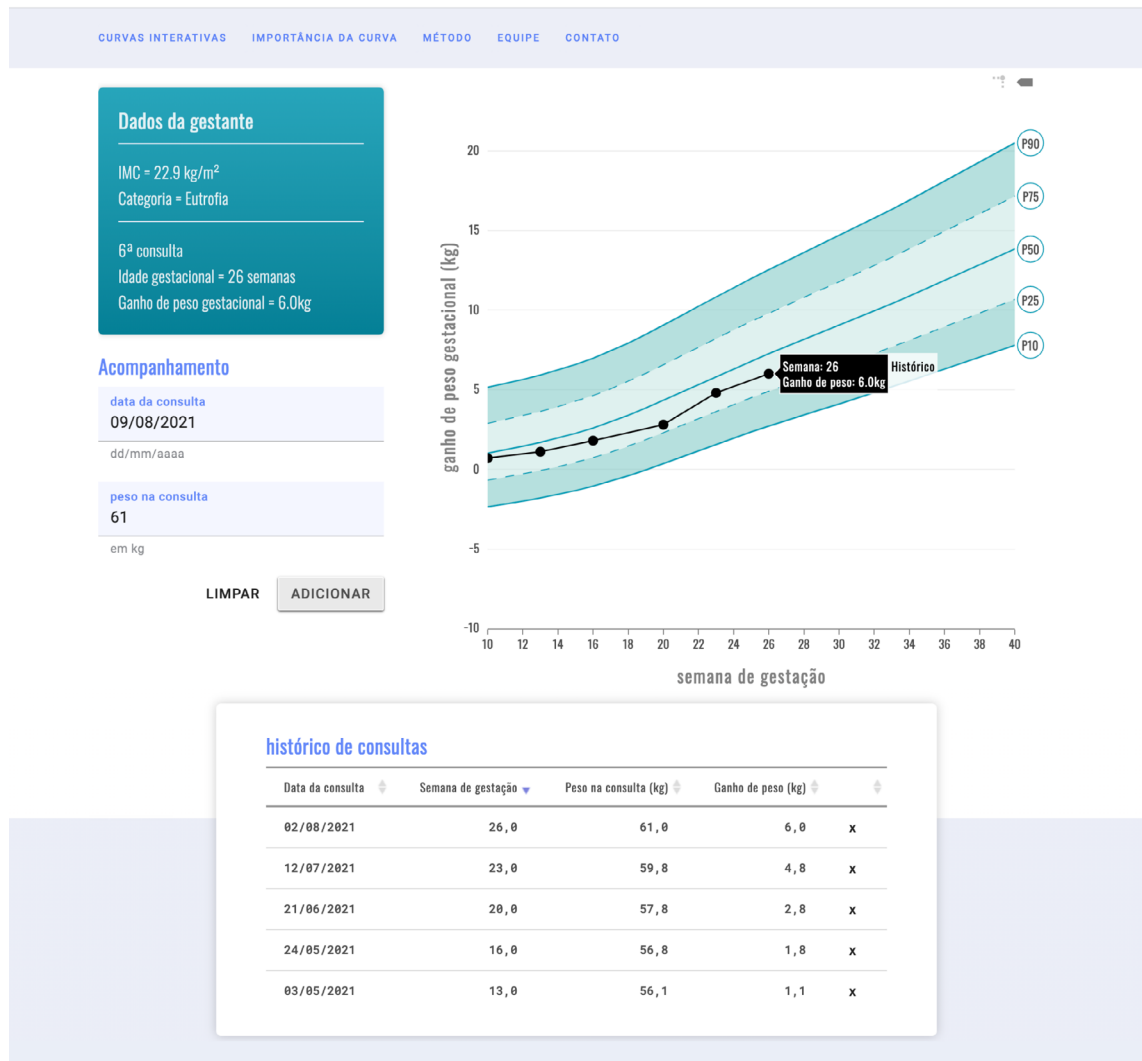 CURVAS INTERATIVAS IMPORTÂNCIA DA CURVA MÉTODO EQUIPE CONTATO
Dados da gestante
IMC = 22.9 kg/m²
Categoria = Eutrofia
6ª consulta
Idade gestacional = 26 semanas
Ganho de peso gestacional = 6.0kg
Acompanhamento
data da consulta
09/08/2021
dd/mm/aaaa
peso na consulta
61
em kg
LIMPAR ADICIONAR
ganho de peso gestacional (kg)
20
15
10
5
0
-5
-10
P90
P75
P50
P25
P10
Semana: 26
Ganho de peso: 6.0kg
Histórico
10 12 14 16 18 20 22 24 26 28 30 32 34 36 38 40
semana de gestação
histórico de consultas
Data da consulta Semana de gestação Peso na consulta (kg) Ganho de peso (kg)
02/08/2021 26,0 61,0 6,0 x
12/07/2021 23,0 59,8 4,8 x
21/06/2021 20,0 57,8 2,8 x
24/05/2021 16,0 56,8 1,8 x
03/05/2021 13,0 56,1 1,1 x